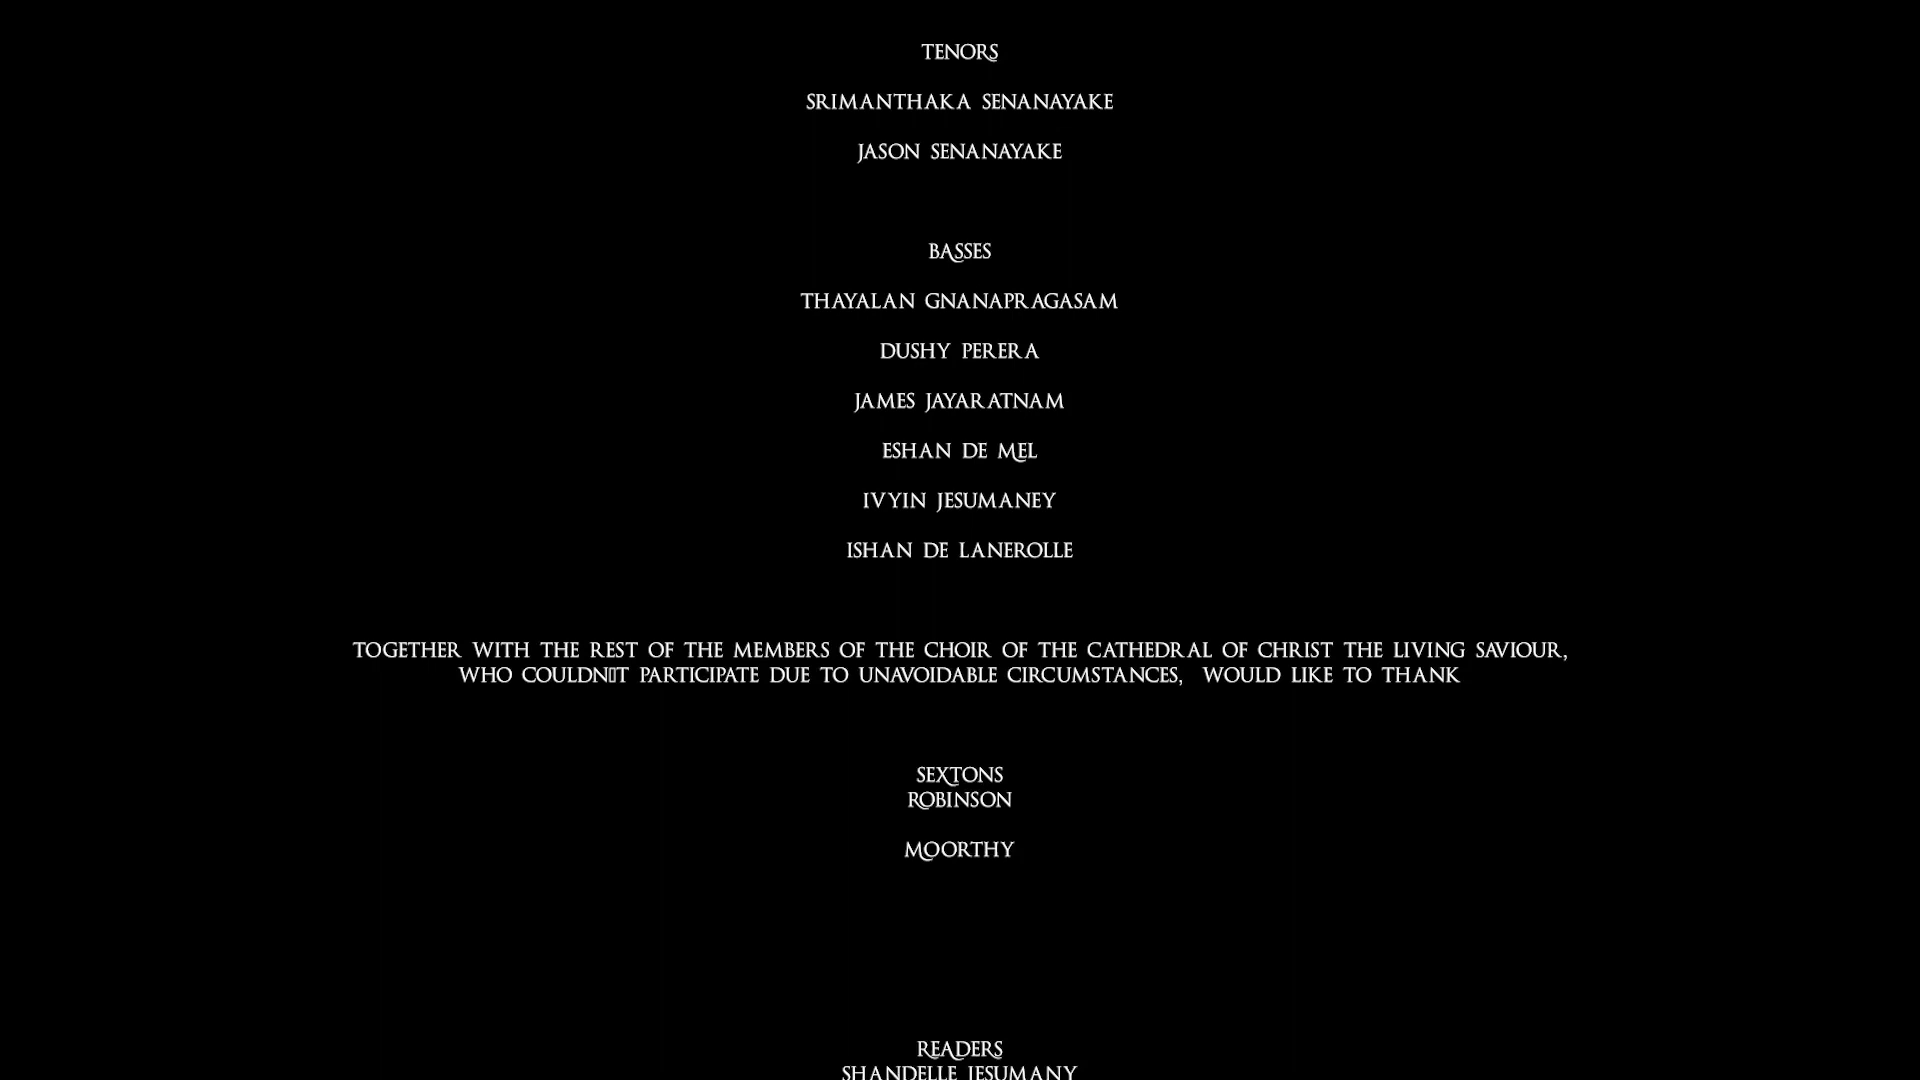 TENORS
SRIMANTHAKA SENANAYAKE
JASON SENANAYAKE
BASSES
THAYALAN GNANAPRAGASAM
DUSHY PERERA
JAMES JAYARATNAM
ESHAN DE MEL
IVYIN JESUMANEY
ISHAN DE LANEROLLE
TOGETHER WITH THE REST OF THE MEMBERS OF THE CHOIR OF THE CATHEDRAL OF CHRIST THE LIVING SAVIOUR,
WHO COULDN▯T PARTICIPATE DUE TO UNAVOIDABLE CIRCUMSTANCES, WOULD LIKE TO THANK
SEXTONS
ROBINSON
MOORTHY
READERS
SHANDELLE JESUMANY